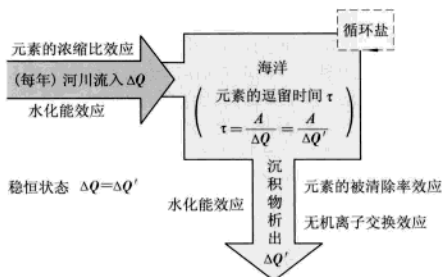 元素的浓缩比效应
(每年)河川流入 ΔQ
水化能效应
循环盐
海洋
元素的逗留时间 τ
τ = A/ΔQ = A/ΔQ′
稳恒状态 ΔQ=ΔQ′
水化能效应
沉积物析出 ΔQ′
元素的被清除率效应
无机离子交换效应